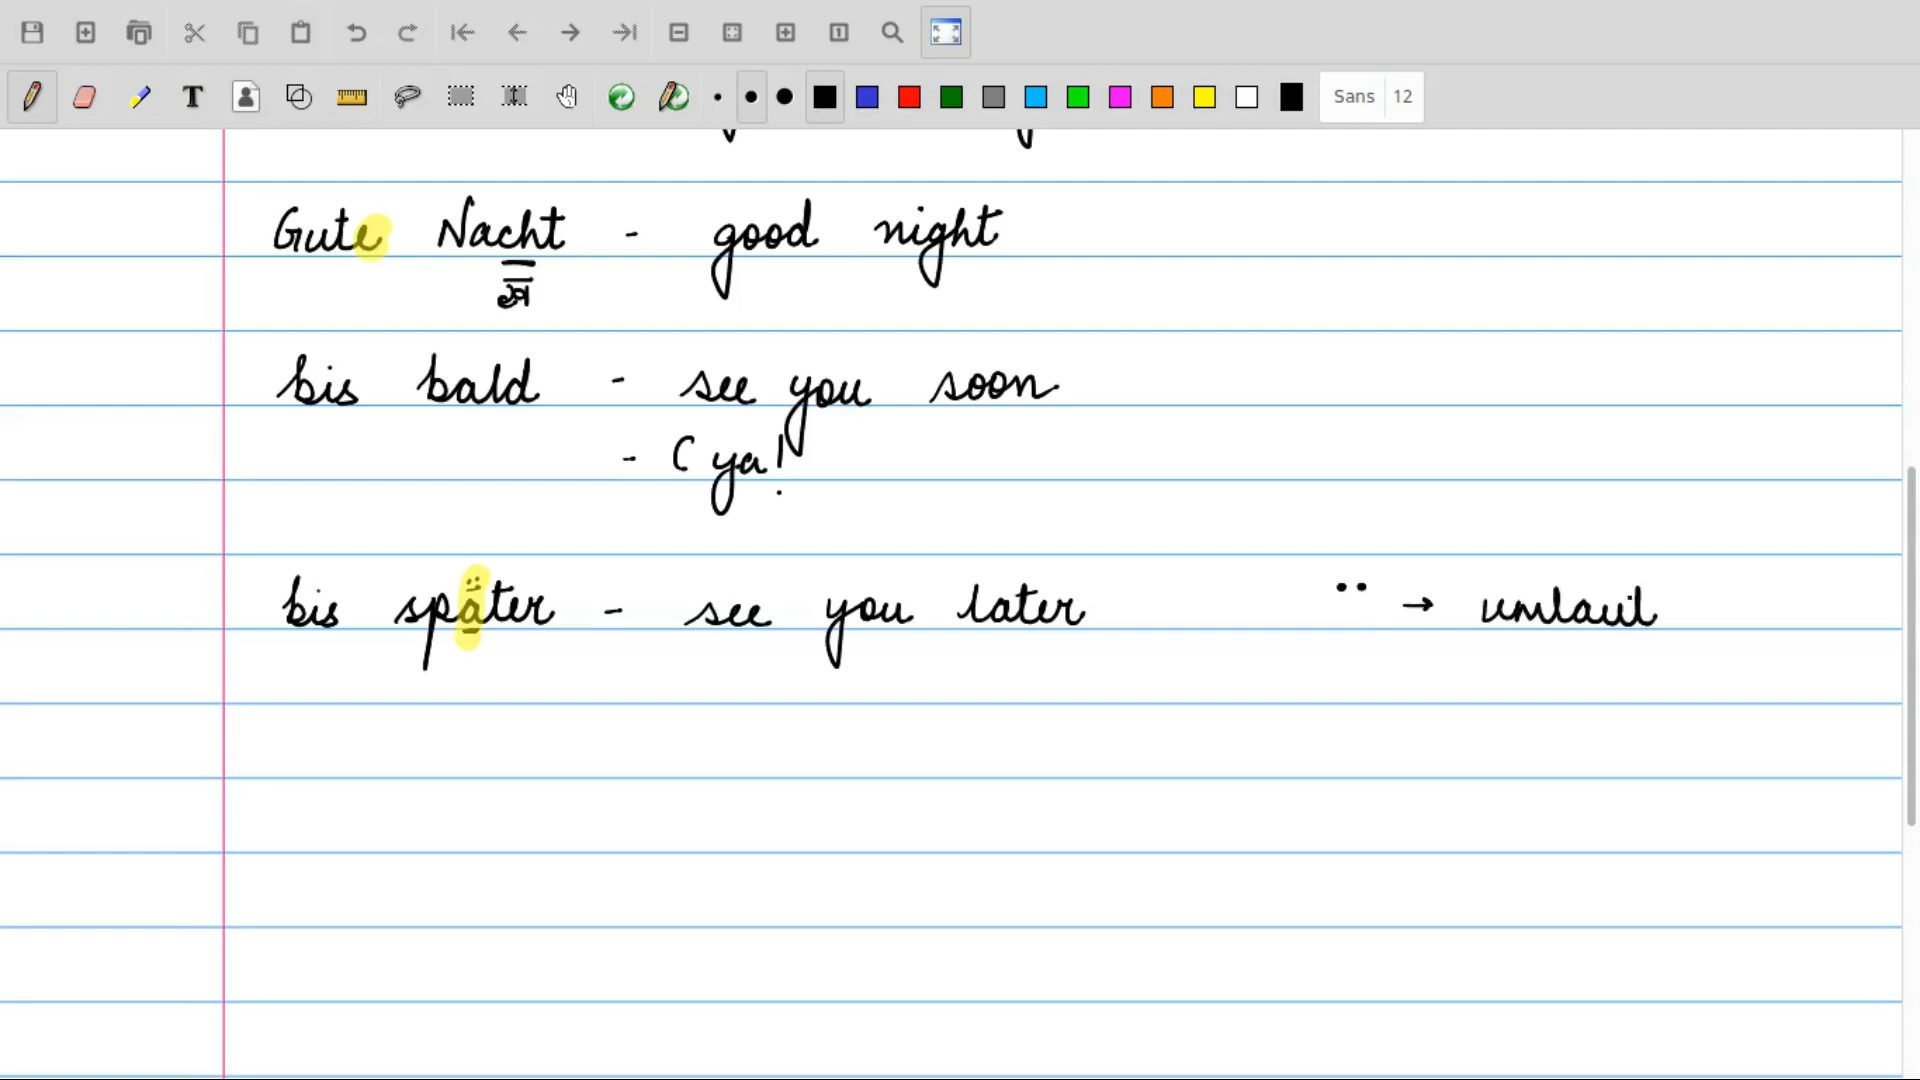 Sans 12
Gute Nacht - good night
ख़
bis bald - see you soon
- C ya!
bis später - see you later ¨ → umlaut